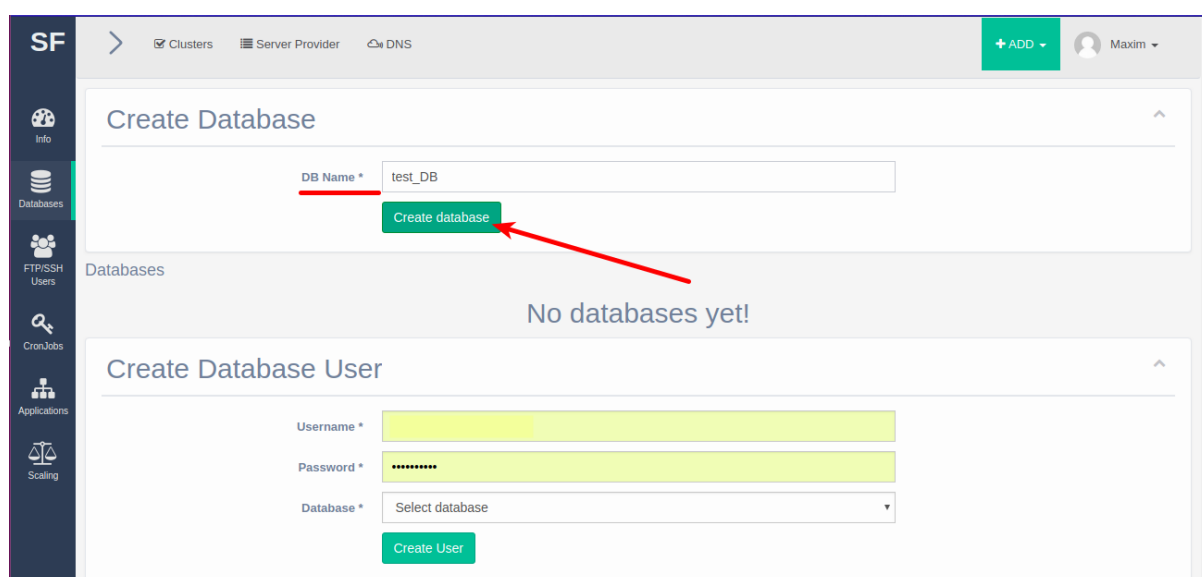 SF
Clusters
Server Provider
DNS
+ ADD
Maxim
Info
Databases
FTP/SSH
Users
CronJobs
Applications
Scaling
Create Database
DB Name *
test_DB
Create database
Databases
No databases yet!
Create Database User
Username *
Password *
••••••••••
Database *
Select database
Create User